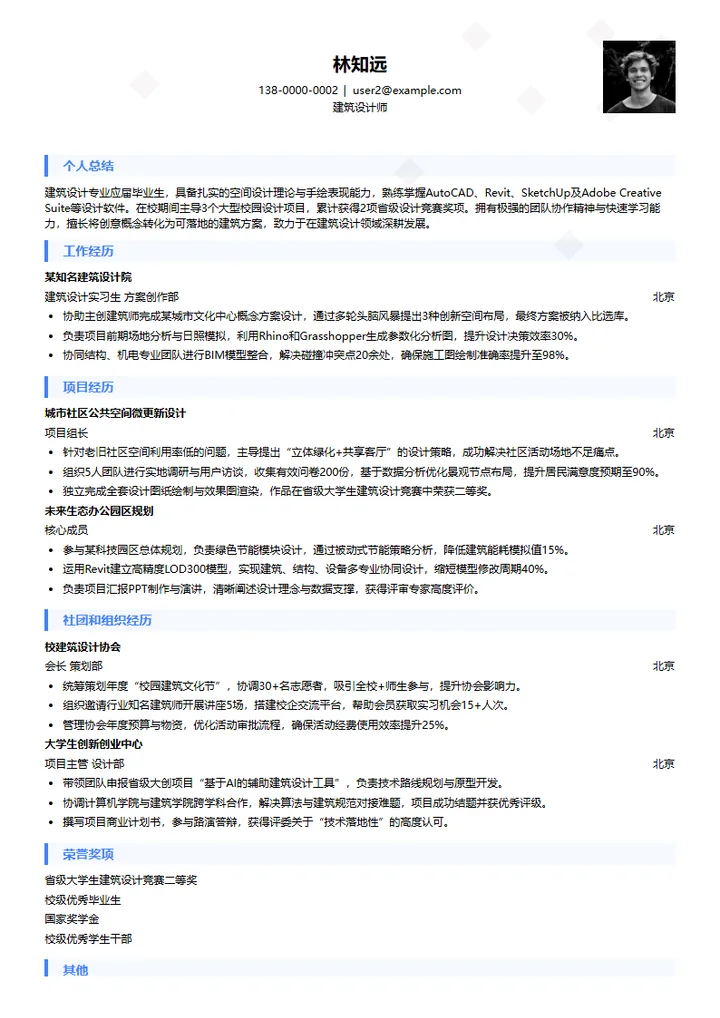 林知远
138-0000-0002 | user2@example.com
建筑设计师
个人总结
建筑设计专业应届毕业生，具备扎实的空间设计理论与手绘表现能力，熟练掌握AutoCAD、Revit、SketchUp及Adobe Creative
Suite等设计软件。在校期间主导3个大型校园设计项目，累计获得2项省级设计竞赛奖项。拥有极强的团队协作精神与快速学习能
力，擅长将创意概念转化为可落地的建筑方案，致力于在建筑设计领域深耕发展。
工作经历
某知名建筑设计院
建筑设计实习生 方案创作部 北京
• 协助主创建筑师完成某城市文化中心概念方案设计，通过多轮头脑风暴提出3种创新空间布局，最终方案被纳入比选库。
• 负责项目前期场地分析与日照模拟，利用Rhino和Grasshopper生成参数化分析图，提升设计决策效率30%。
• 协同结构、机电专业团队进行BIM模型整合，解决碰撞冲突点20余处，确保施工图绘制准确率提升至98%。
项目经历
城市社区公共空间微更新设计
项目组长 北京
• 针对老旧社区空间利用率低的问题，主导提出“立体绿化+共享客厅”的设计策略，成功解决社区活动场地不足痛点。
• 组织5人团队进行实地调研与用户访谈，收集有效问卷200份，基于数据分析优化景观节点布局，提升居民满意度预期至90%。
• 独立完成全套设计图纸绘制与效果图渲染，作品在省级大学生建筑设计竞赛中荣获二等奖。
未来生态办公园区规划
核心成员 北京
• 参与某科技园区总体规划，负责绿色节能模块设计，通过被动式节能策略分析，降低建筑能耗模拟值15%。
• 运用Revit建立高精度LOD300模型，实现建筑、结构、设备多专业协同设计，缩短模型修改周期40%。
• 负责项目汇报PPT制作与演讲，清晰阐述设计理念与数据支撑，获得评审专家高度评价。
社团和组织经历
校建筑设计协会
会长 策划部 北京
• 统筹策划年度“校园建筑文化节”，协调30+名志愿者，吸引全校+师生参与，提升协会影响力。
• 组织邀请行业知名建筑师开展讲座5场，搭建校企交流平台，帮助会员获取实习机会15+人次。
• 管理协会年度预算与物资，优化活动审批流程，确保活动经费使用效率提升25%。
大学生创新创业中心
项目主管 设计部 北京
• 带领团队申报省级大创项目“基于AI的辅助建筑设计工具”，负责技术路线规划与原型开发。
• 协调计算机学院与建筑学院跨学科合作，解决算法与建筑规范对接难题，项目成功结题并获优秀评级。
• 撰写项目商业计划书，参与路演答辩，获得评委关于“技术落地性”的高度认可。
荣誉奖项
省级大学生建筑设计竞赛二等奖
校级优秀毕业生
国家奖学金
校级优秀学生干部
其他